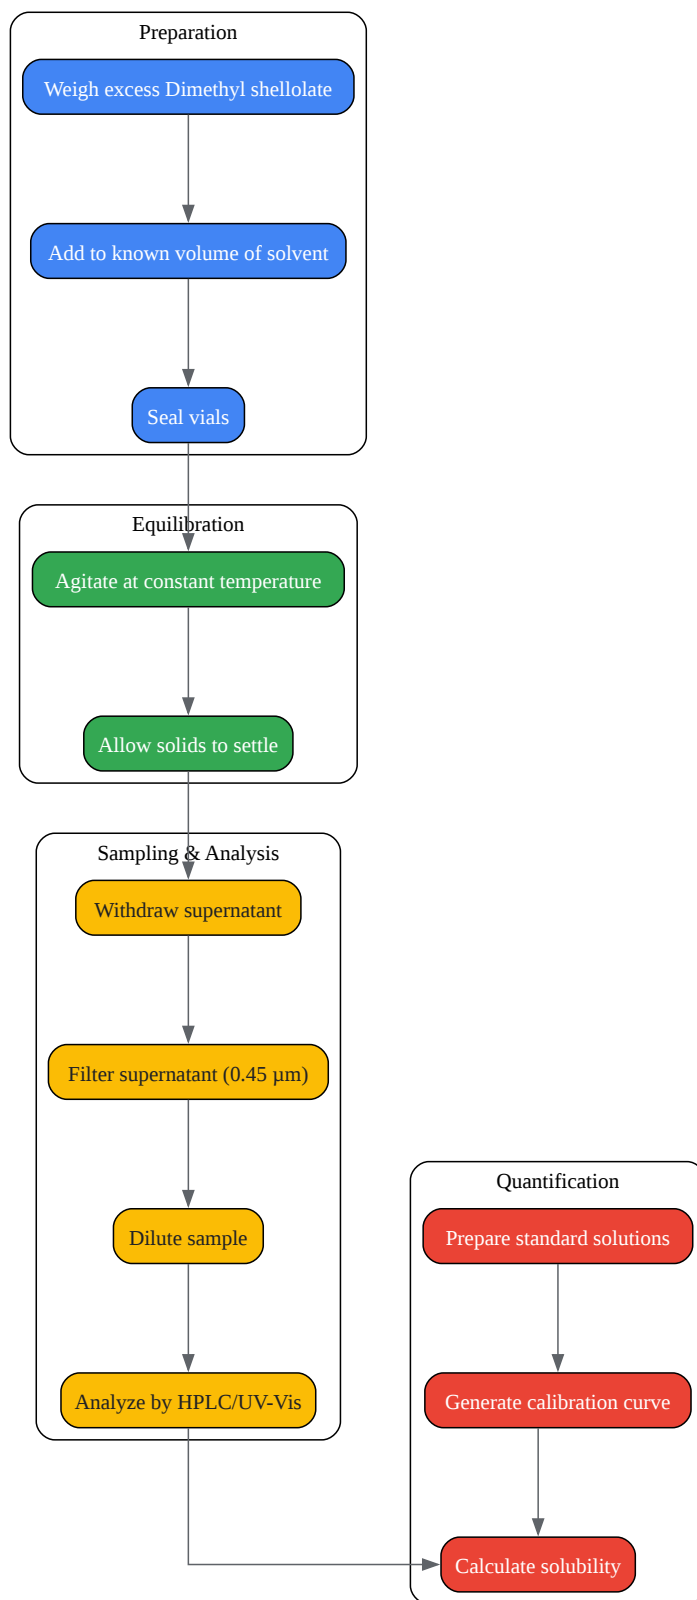 Preparation
Weigh excess Dimethyl shellolate
Add to known volume of solvent
Seal vials
Equilibration
Agitate at constant temperature
Allow solids to settle
Sampling & Analysis
Withdraw supernatant
Filter supernatant (0.45 µm)
Dilute sample
Analyze by HPLC/UV-Vis
Quantification
Prepare standard solutions
Generate calibration curve
Calculate solubility